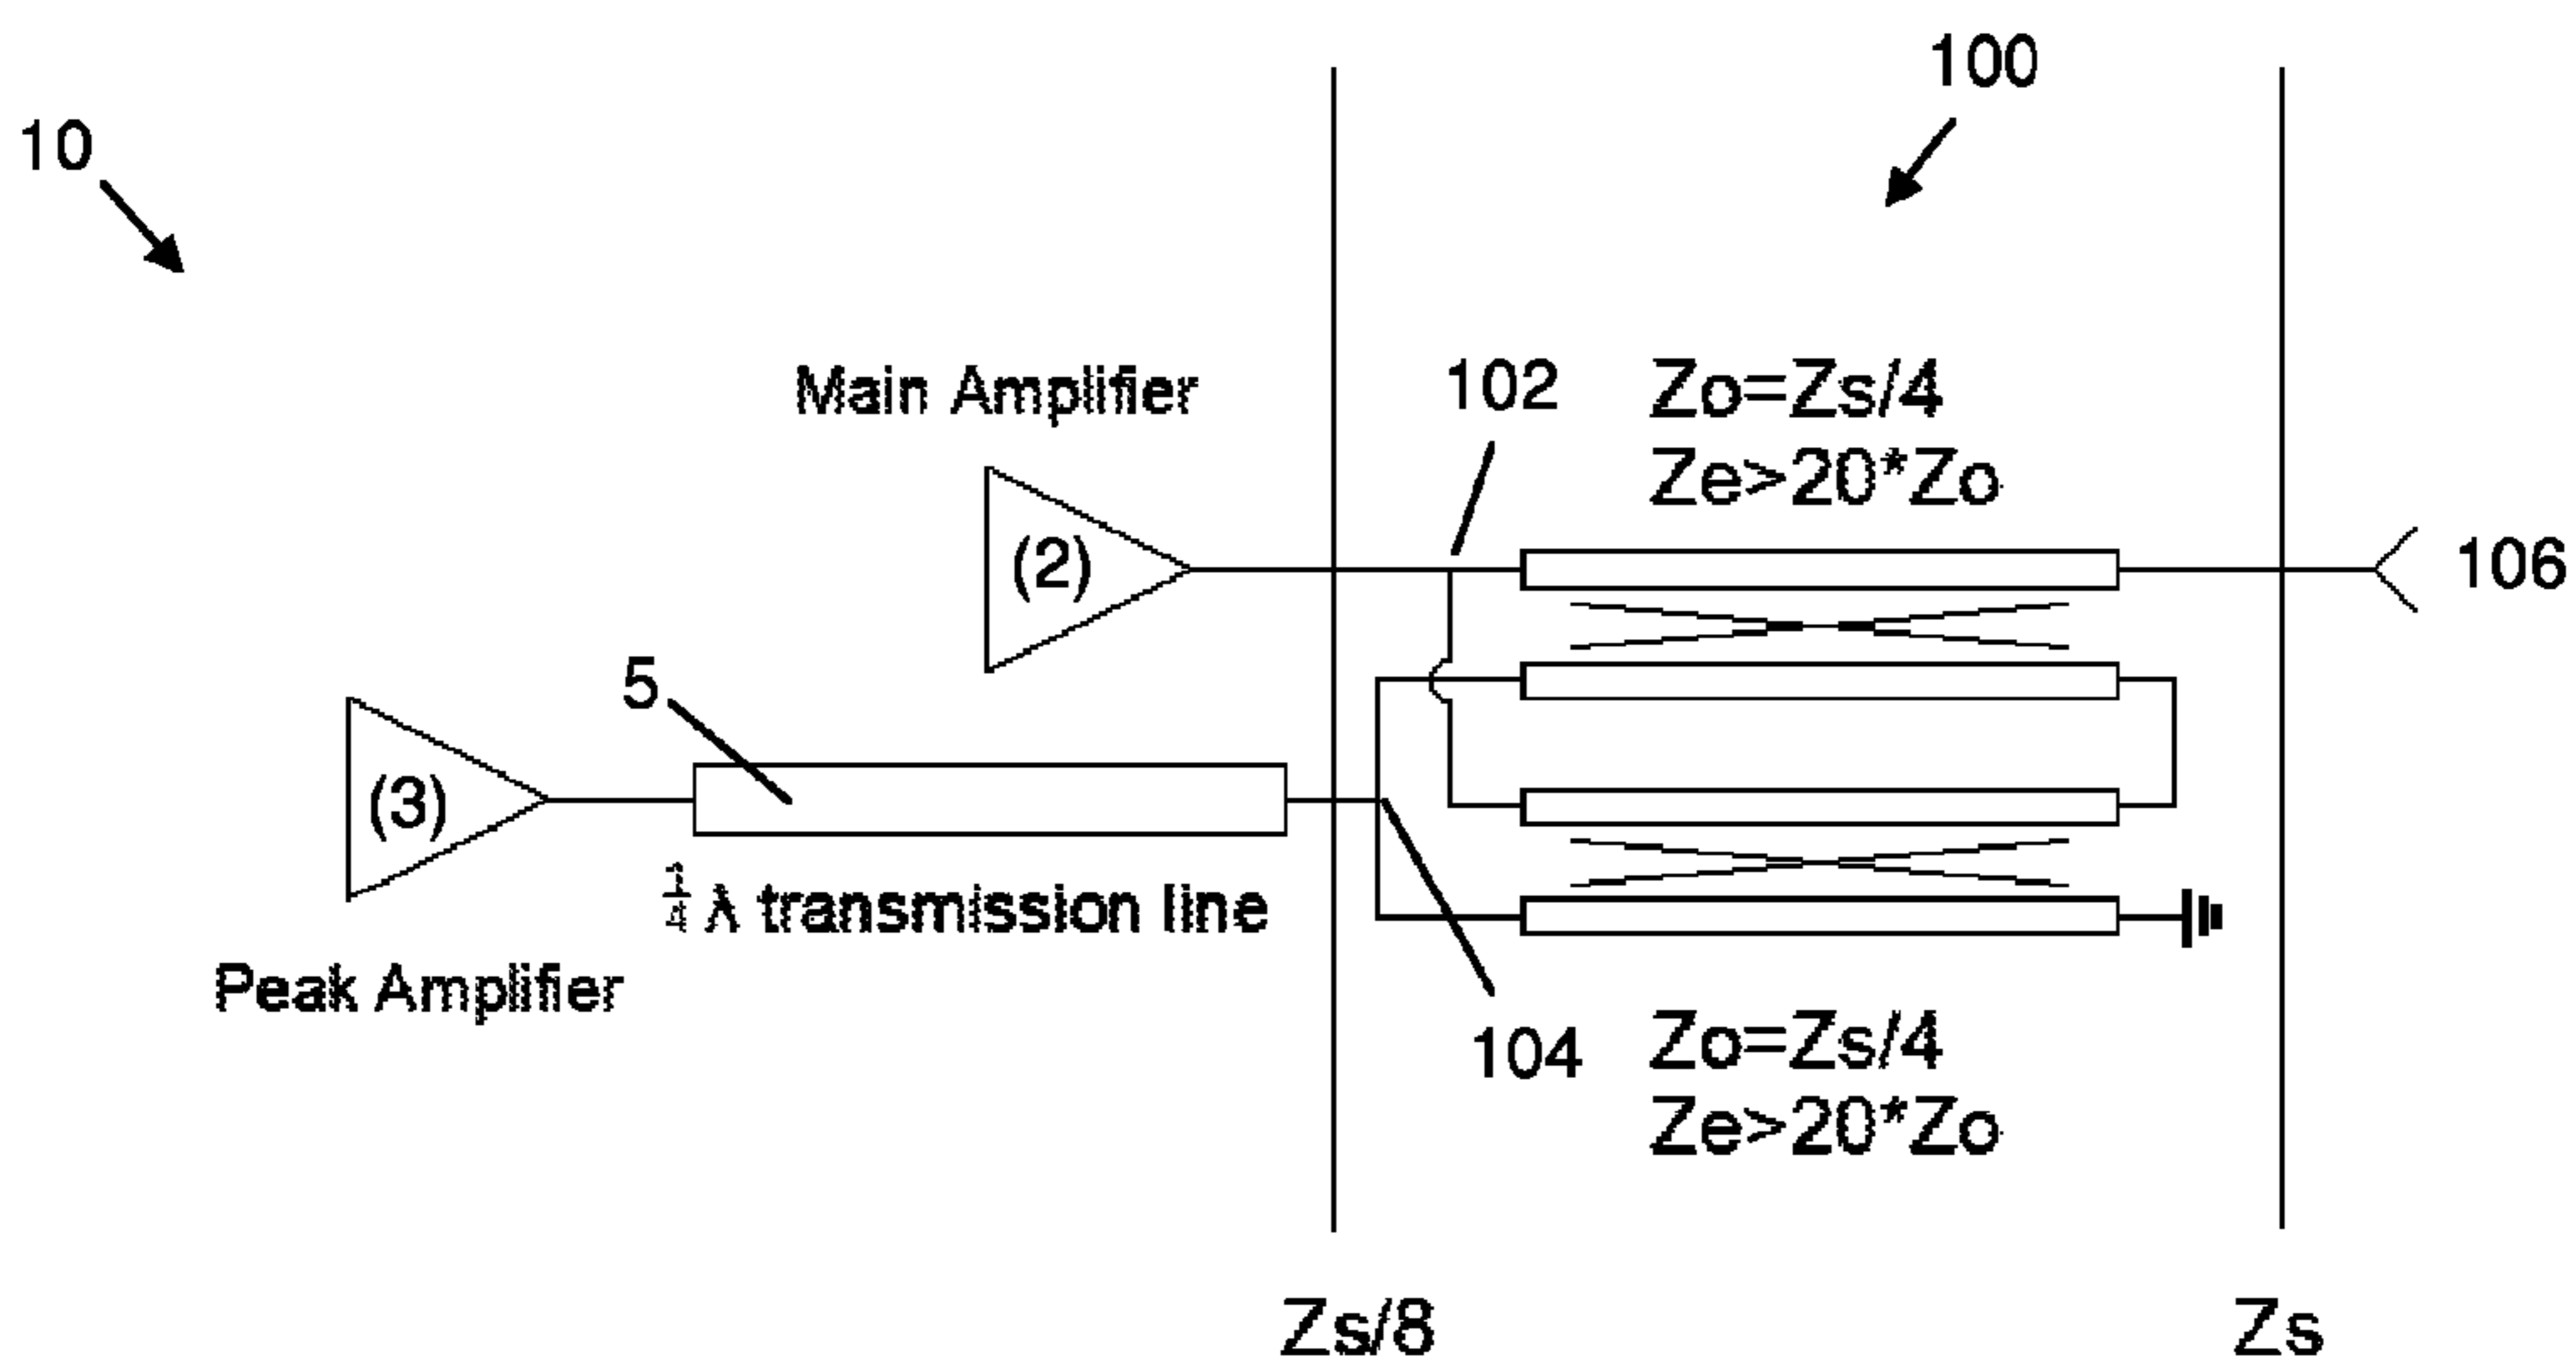 100
10
Main Amplifier
102
Zo=Zs/4
Ze>20*Zo
(2)
106
5
(3)
1/4 λ transmission line
Peak Amplifier
104
Zo=Zs/4
Ze>20*Zo
Zs/8
Zs